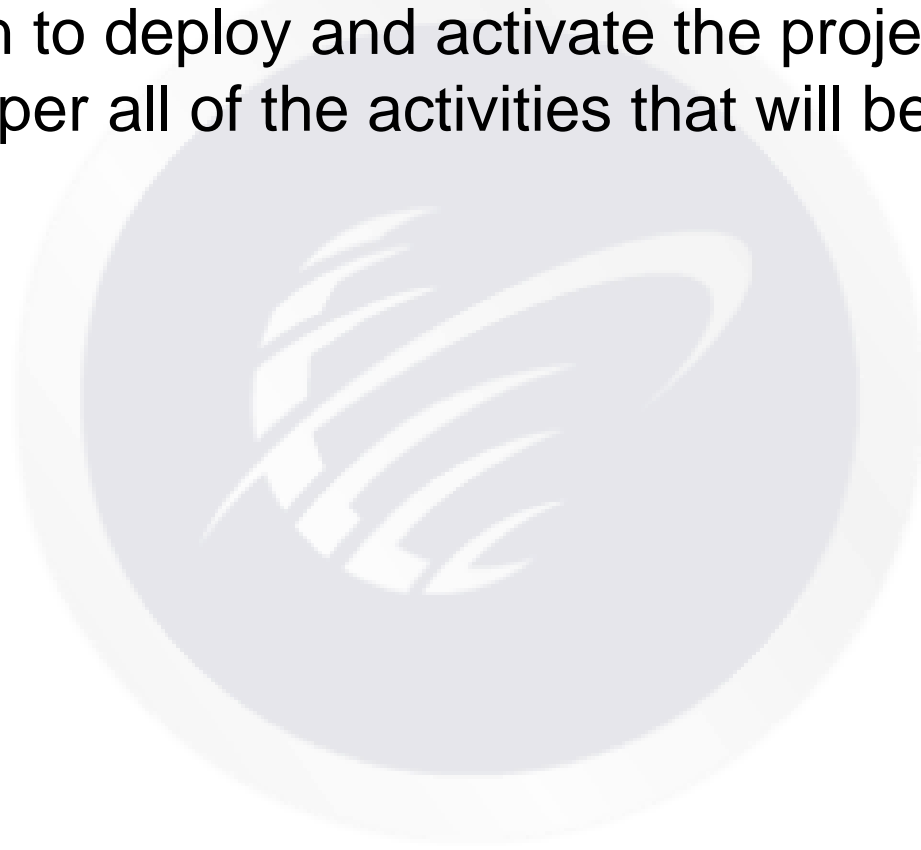 to deploy and activate the proje
per all of the activities that will be